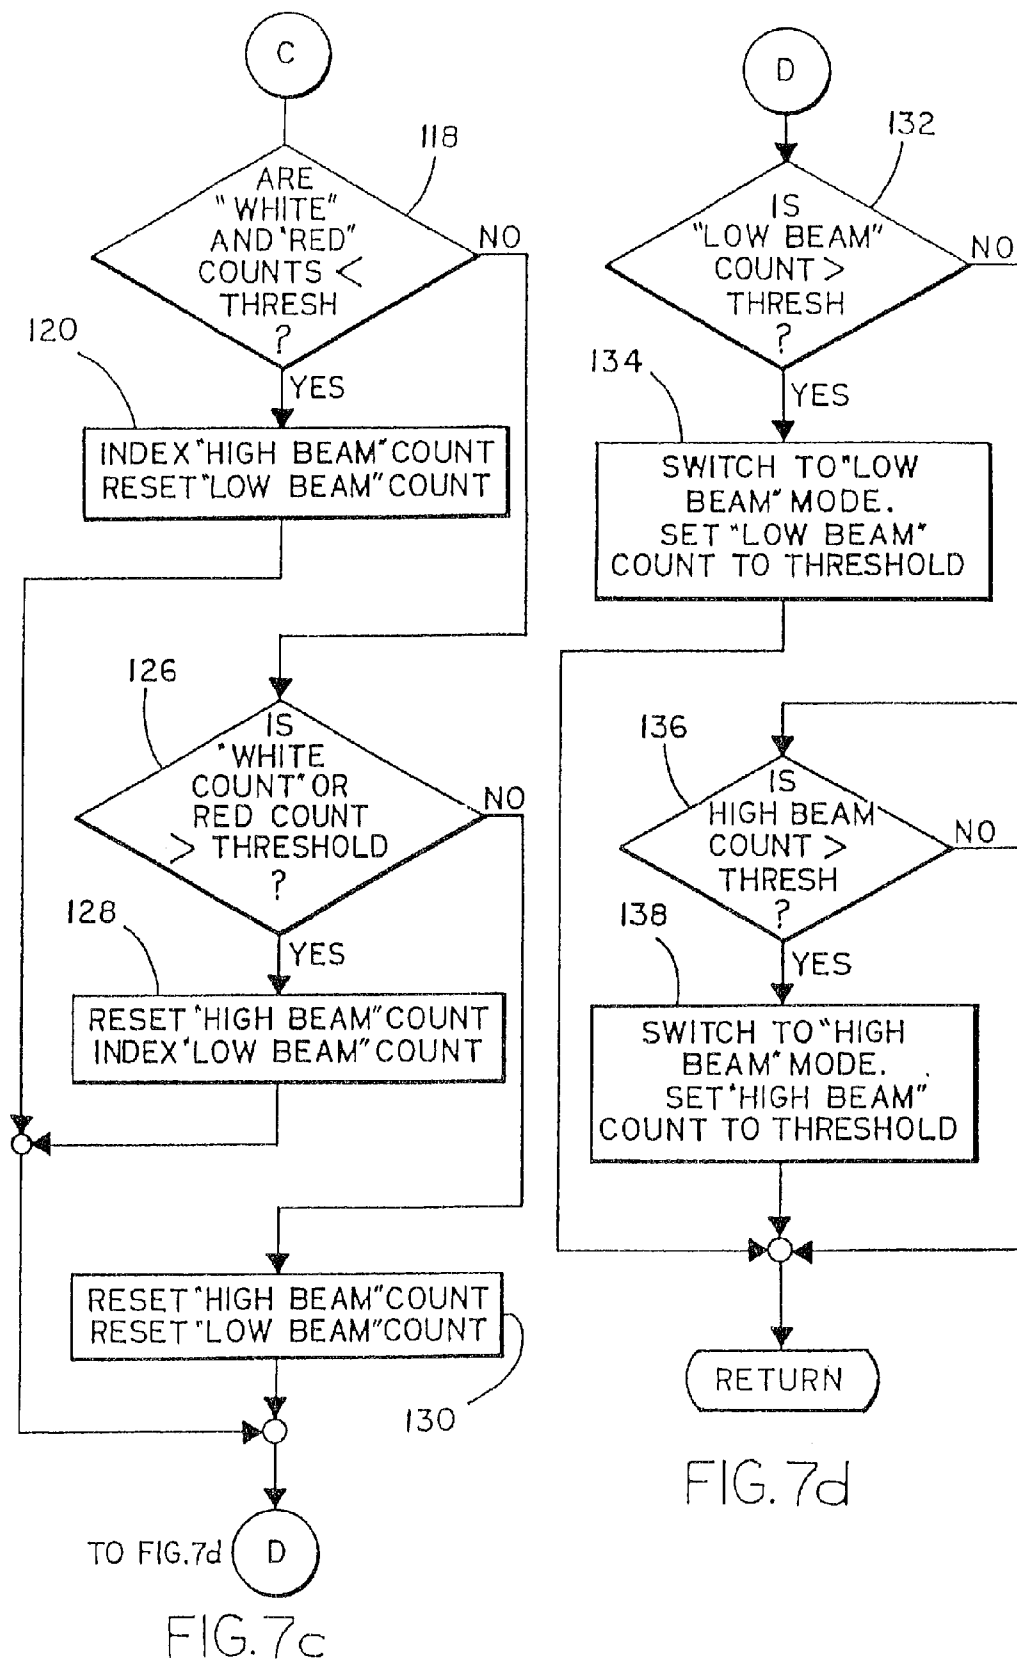 C
118
ARE
"WHITE"
AND "RED"
COUNTS <
THRESH
?
NO
YES
120
INDEX "HIGH BEAM" COUNT
RESET "LOW BEAM" COUNT
126
IS
"WHITE
COUNT" OR
RED COUNT
> THRESHOLD
?
NO
YES
128
RESET "HIGH BEAM" COUNT
INDEX "LOW BEAM" COUNT
RESET "HIGH BEAM" COUNT
RESET "LOW BEAM" COUNT
130
TO FIG.7d
D
FIG.7c
D
132
IS
"LOW BEAM"
COUNT >
THRESH
?
NO
YES
134
SWITCH TO "LOW
BEAM" MODE.
SET "LOW BEAM"
COUNT TO THRESHOLD
136
IS
HIGH BEAM
COUNT >
THRESH
?
NO
YES
138
SWITCH TO "HIGH
BEAM" MODE.
SET "HIGH BEAM"
COUNT TO THRESHOLD
RETURN
FIG.7d